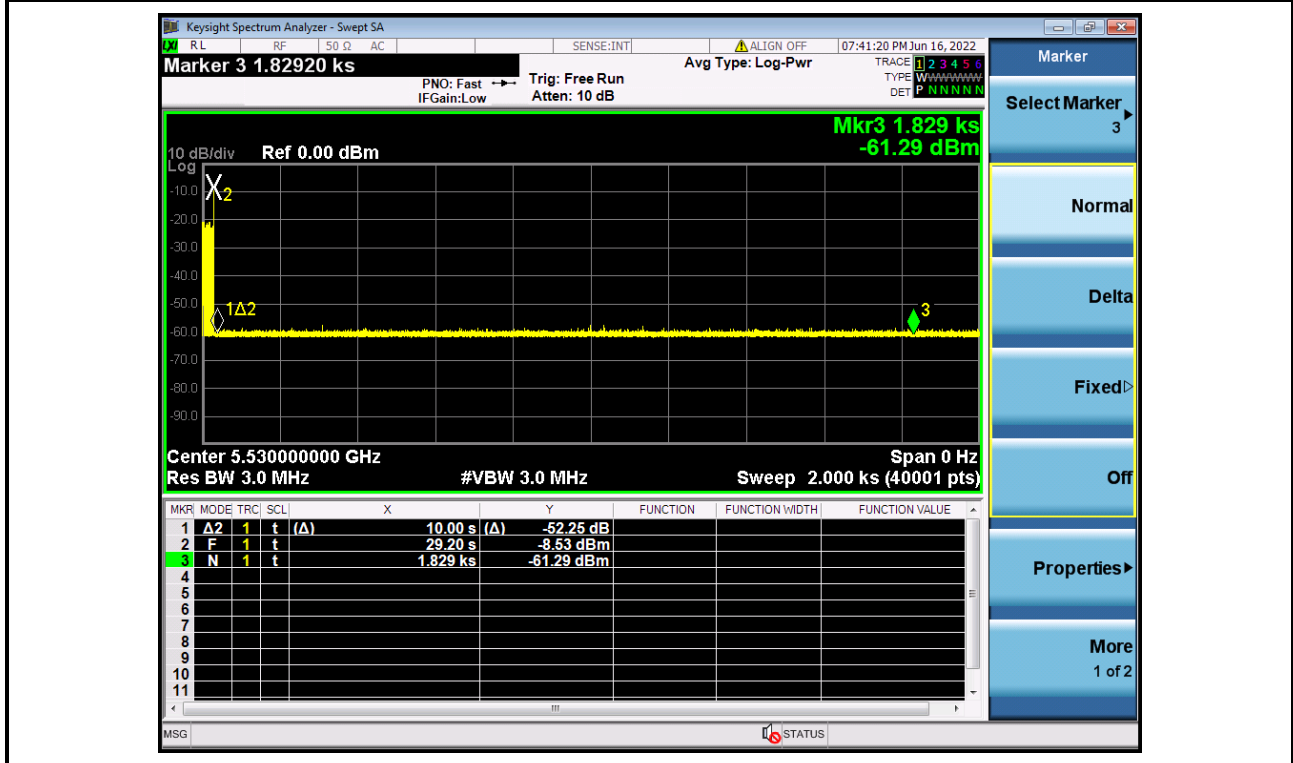 Keysight Spectrum Analyzer - Swept SA
LXI RL RF 50 Ω AC SENSE:INT ALIGN OFF 07:41:20 PM Jun 16, 2022
Marker 3 1.82920 ks
PNO: Fast Trig: Free Run Avg Type: Log-Pwr TRACE 1 2 3 4 5 6
IFGain:Low Atten: 10 dB TYPE WWWWWW
DET P N N N N N
Mkr3 1.829 ks
-61.29 dBm
10 dB/div Ref 0.00 dBm
Log
-10.0
-20.0
-30.0
-40.0
-50.0
-60.0
-70.0
-80.0
-90.0
2
1Δ2
3
Center 5.530000000 GHz Span 0 Hz
Res BW 3.0 MHz #VBW 3.0 MHz Sweep 2.000 ks (40001 pts)
MKR MODE TRC SCL X Y FUNCTION FUNCTION WIDTH FUNCTION VALUE
1 Δ2 1 t (Δ) 10.00 s (Δ) -52.25 dB
2 F 1 t 29.20 s -8.53 dBm
3 N 1 t 1.829 ks -61.29 dBm
4
5
6
7
8
9
10
11
MSG STATUS
Marker
Select Marker
3
Normal
Delta
Fixed
Off
Properties
More
1 of 2